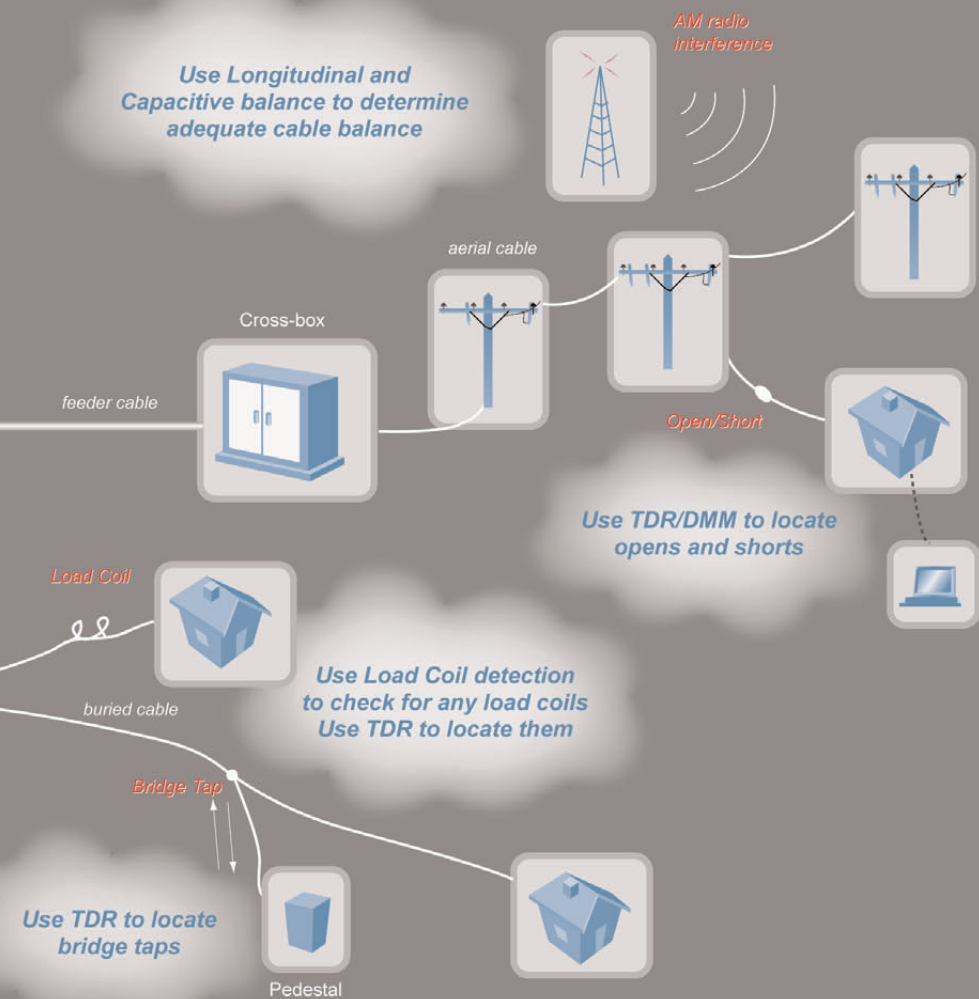 AM radio
interference
Use Longitudinal and
Capacitive balance to determine
adequate cable balance
aerial cable
Cross-box
feeder cable
Open/Short
Use TDR/DMM to locate
opens and shorts
Load Coil
Use Load Coil detection
to check for any load coils
Use TDR to locate them
buried cable
Bridge Tap
Use TDR to locate
bridge taps
Pedestal